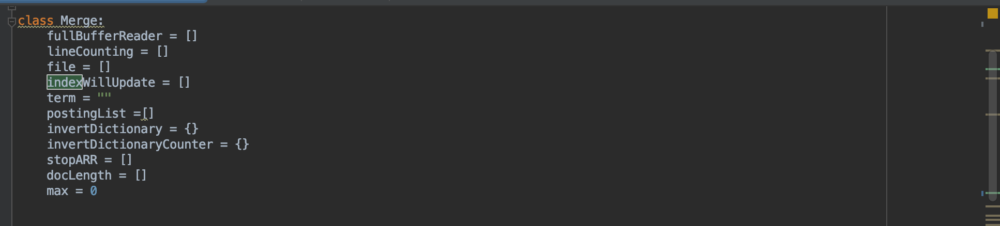 class Merge:
    fullBufferReader = []
    lineCounting = []
    file = []
    indexWillUpdate = []
    term = ""
    postingList =[]
    invertDictionary = {}
    invertDictionaryCounter = {}
    stopARR = []
    docLength = []
    max = 0